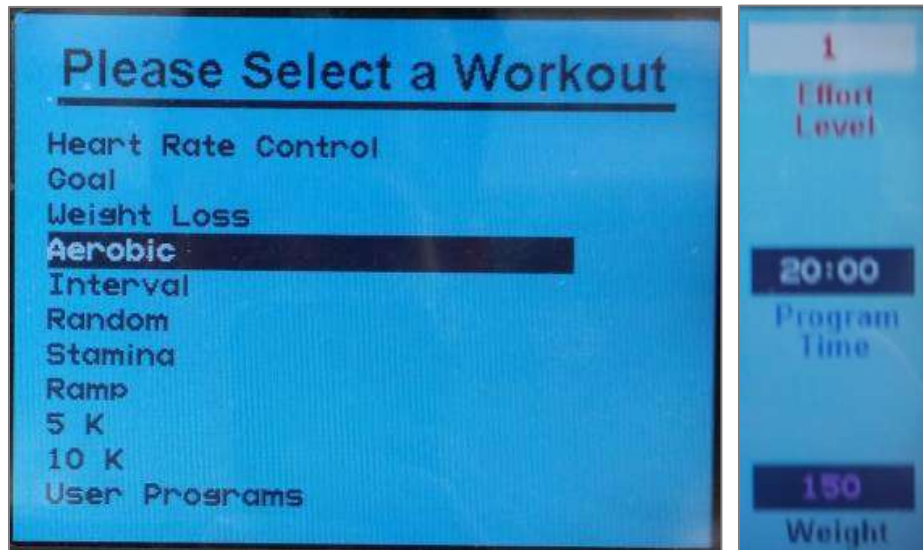 Please Select a Workout
Heart Rate Control
Goal
Weight Loss
Aerobic
Interval
Random
Stamina
Ramp
5 K
10 K
User Programs
1
Effort
Level
20:00
Program
Time
150
Weight